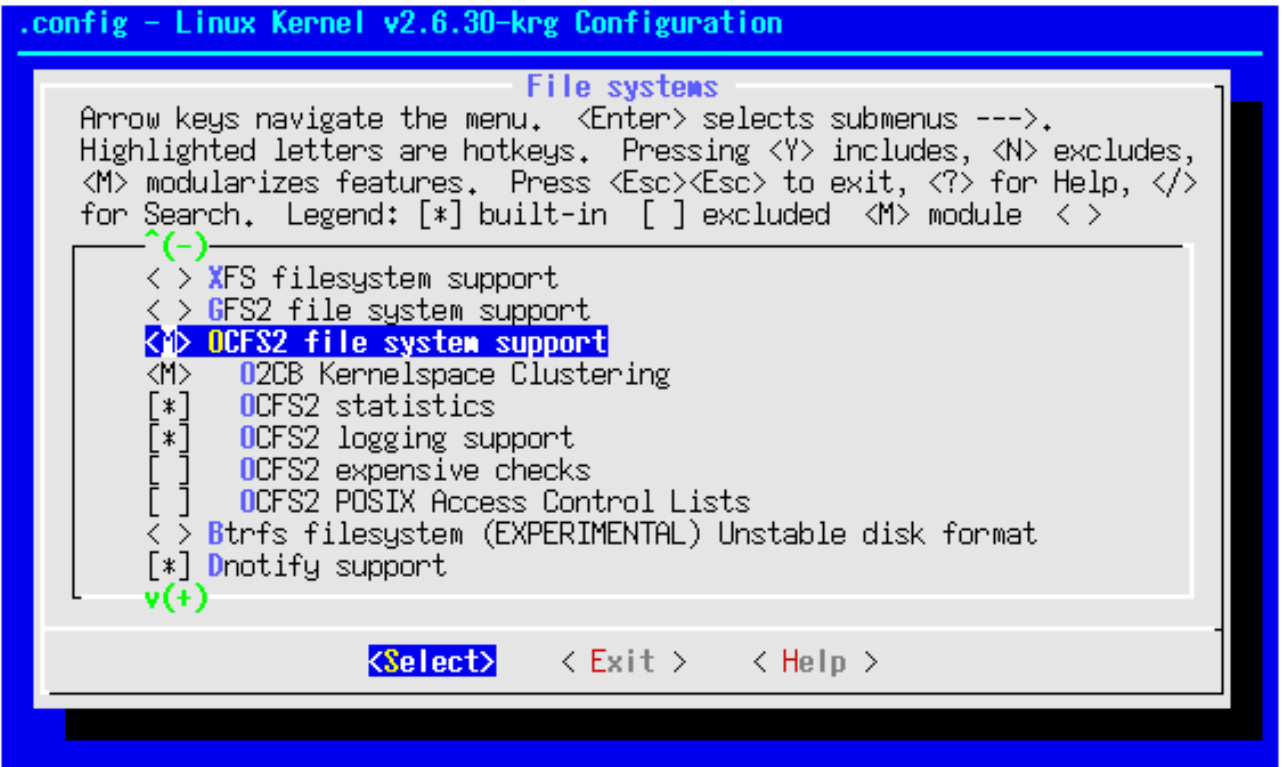 .config - Linux Kernel v2.6.30-krg Configuration
File systems
Arrow keys navigate the menu.  <Enter> selects submenus --->.
Highlighted letters are hotkeys.  Pressing <Y> includes, <N> excludes,
<M> modularizes features.  Press <Esc><Esc> to exit, <?> for Help, </>
for Search.  Legend: [*] built-in  [ ] excluded  <M> module  < >
^(-)
< > XFS filesystem support
< > GFS2 file system support
<M> OCFS2 file system support
<M>   O2CB Kernelspace Clustering
[*]   OCFS2 statistics
[*]   OCFS2 logging support
[ ]   OCFS2 expensive checks
[ ]   OCFS2 POSIX Access Control Lists
< > Btrfs filesystem (EXPERIMENTAL) Unstable disk format
[*] Dnotify support
v(+)
<Select>    < Exit >    < Help >